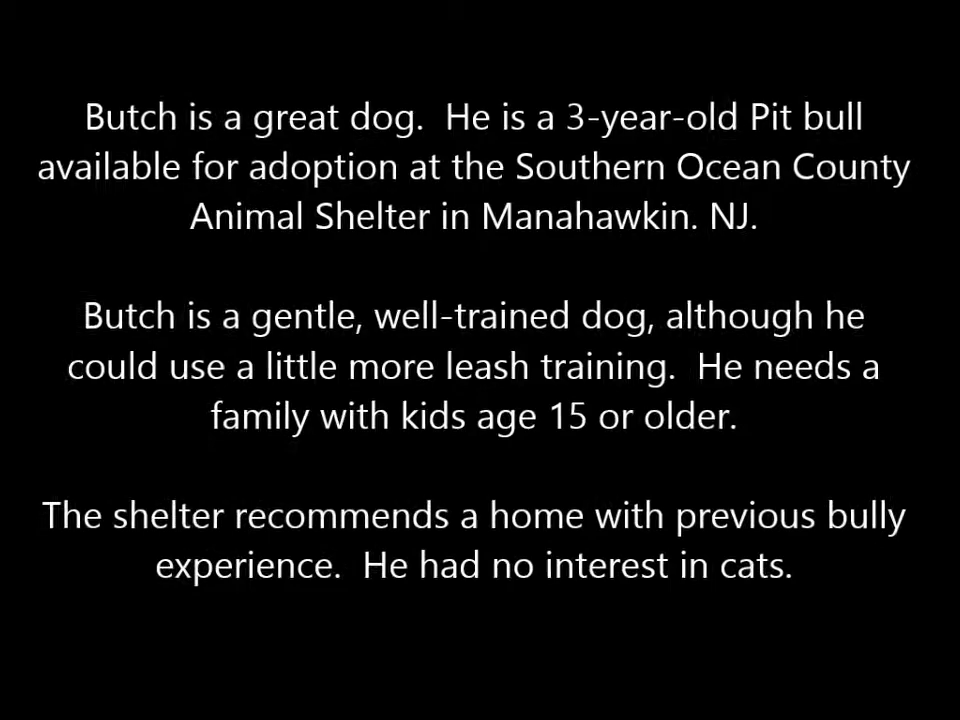 Butch is a great dog.  He is a 3-year-old Pit bull
available for adoption at the Southern Ocean County
Animal Shelter in Manahawkin. NJ.
Butch is a gentle, well-trained dog, although he
could use a little more leash training.  He needs a
family with kids age 15 or older.
The shelter recommends a home with previous bully
experience.  He had no interest in cats.